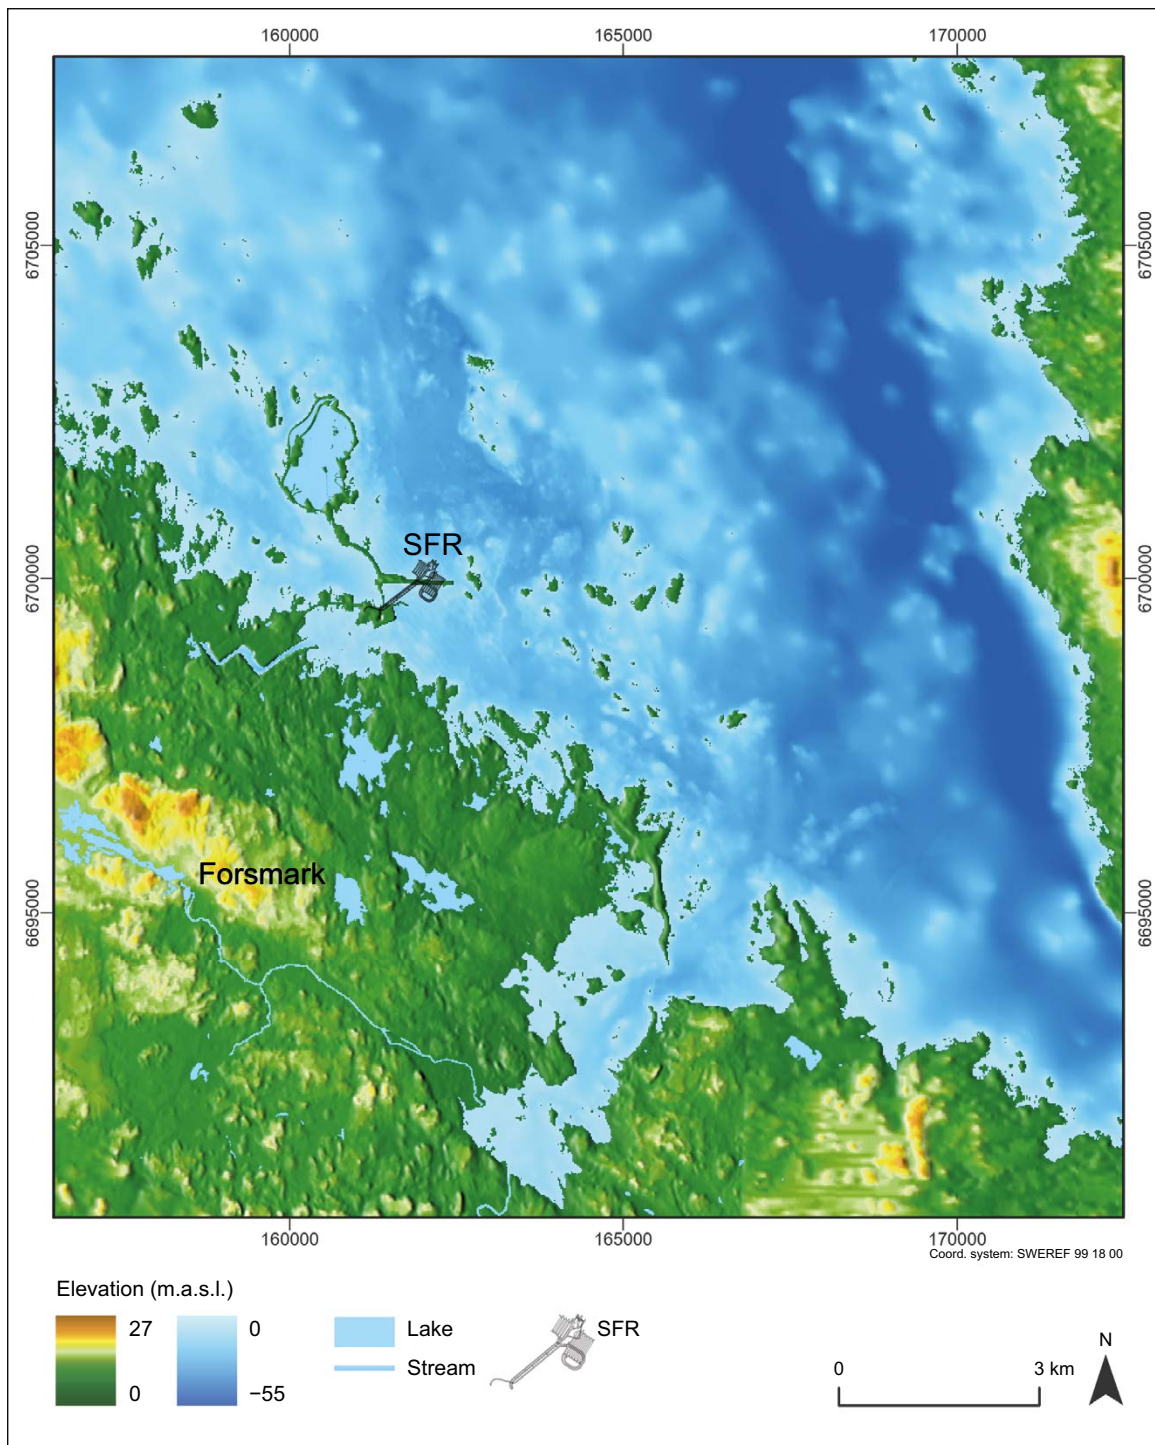 160000 165000 170000
6705000 6705000
SFR
6700000 6700000
Forsmark
6695000 6695000
160000 165000 170000
Coord. system: SWEREF 99 18 00
Elevation (m.a.s.l.)
27 0 Lake SFR
N
Stream 0 3 km
0 −55